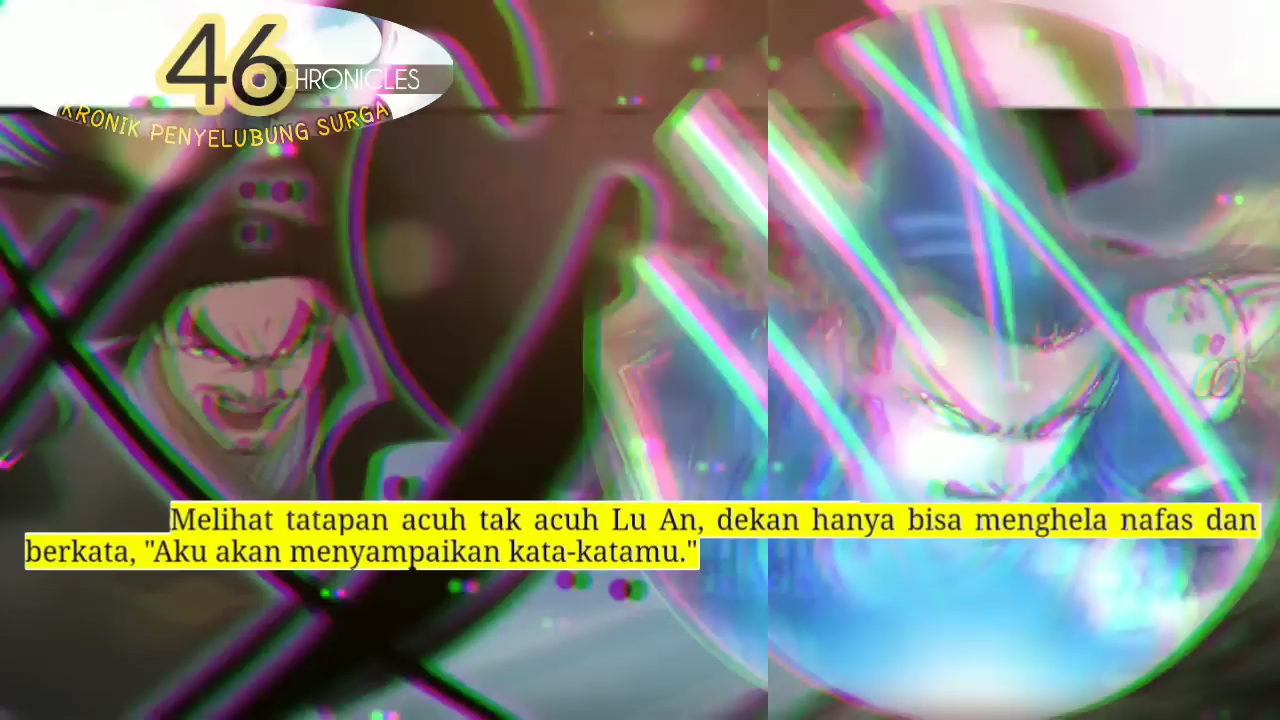 46
CHRONICLES
KRONIK PENYELUBUNG SURGA
Melihat tatapan acuh tak acuh Lu An, dekan hanya bisa menghela nafas dan
berkata, "Aku akan menyampaikan kata-katamu."